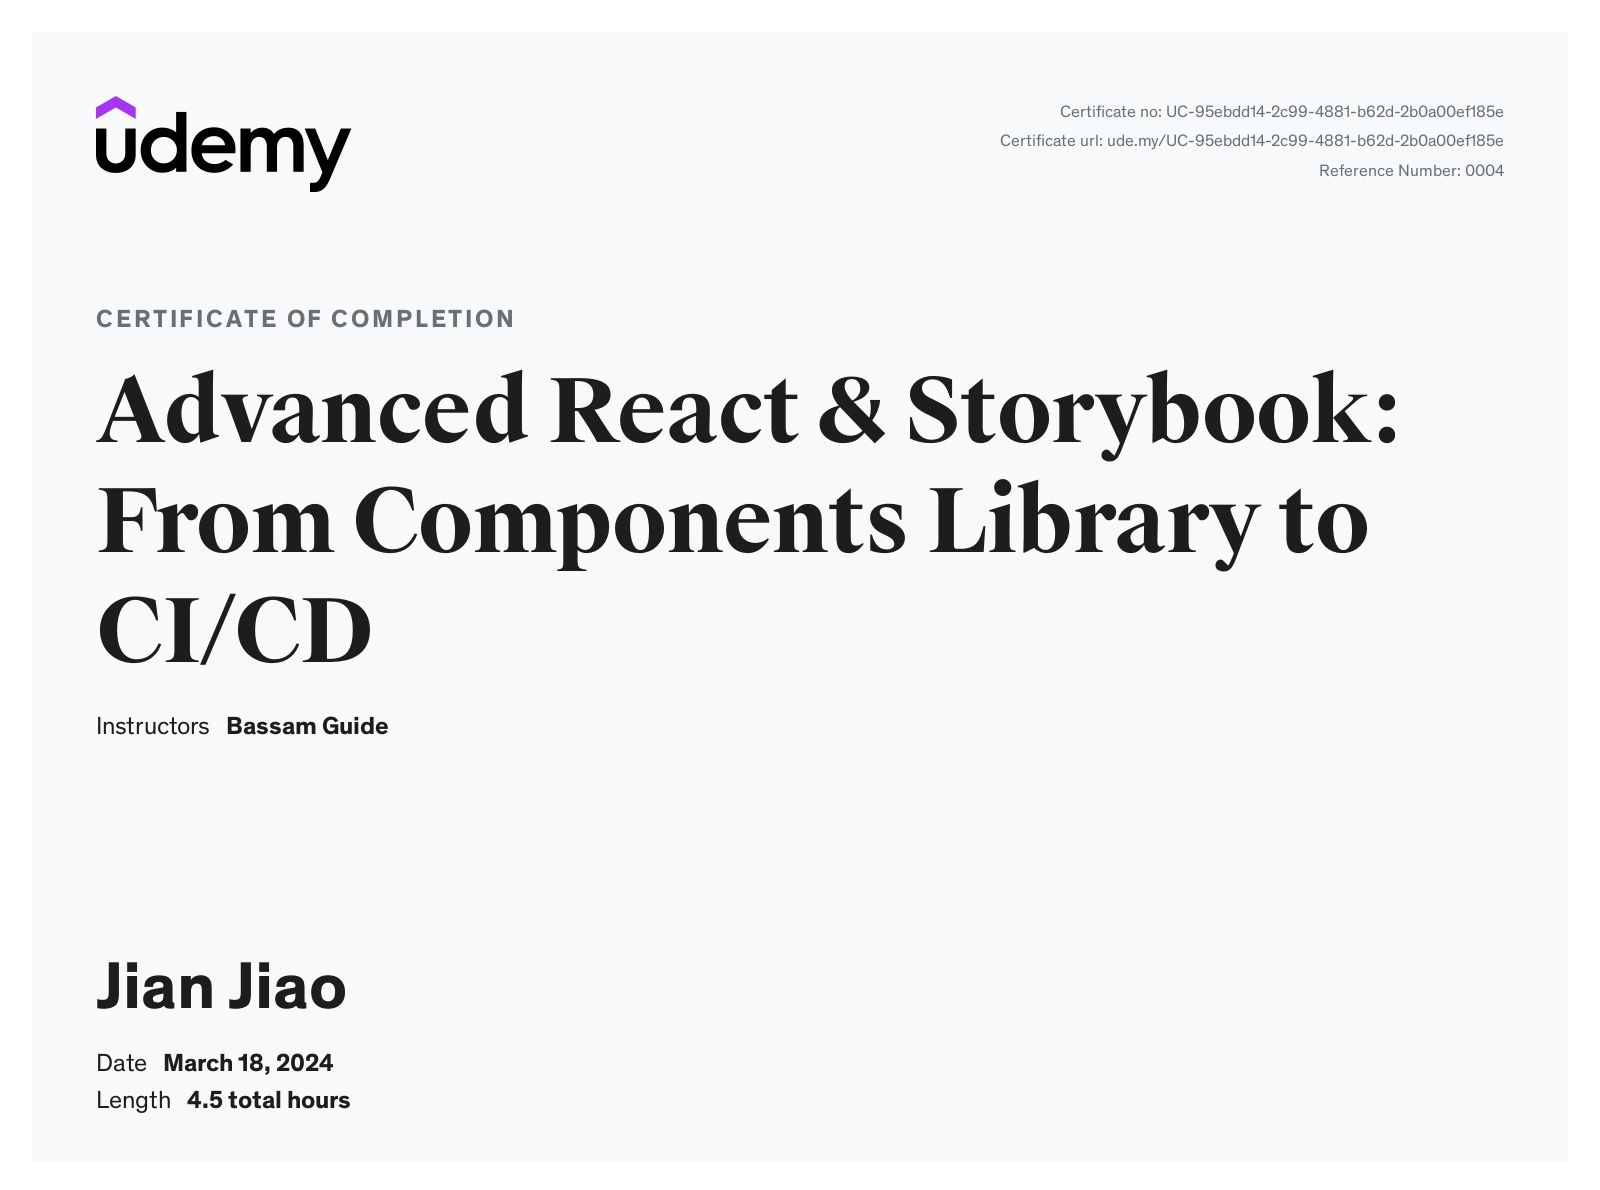 udemy
Certificate no: UC-95ebdd14-2c99-4881-b62d-2b0a00ef185e
Certificate url: ude.my/UC-95ebdd14-2c99-4881-b62d-2b0a00ef185e
Reference Number: 0004
CERTIFICATE OF COMPLETION
Advanced React & Storybook:
From Components Library to
CI/CD
Instructors Bassam Guide
Jian Jiao
Date March 18, 2024
Length 4.5 total hours